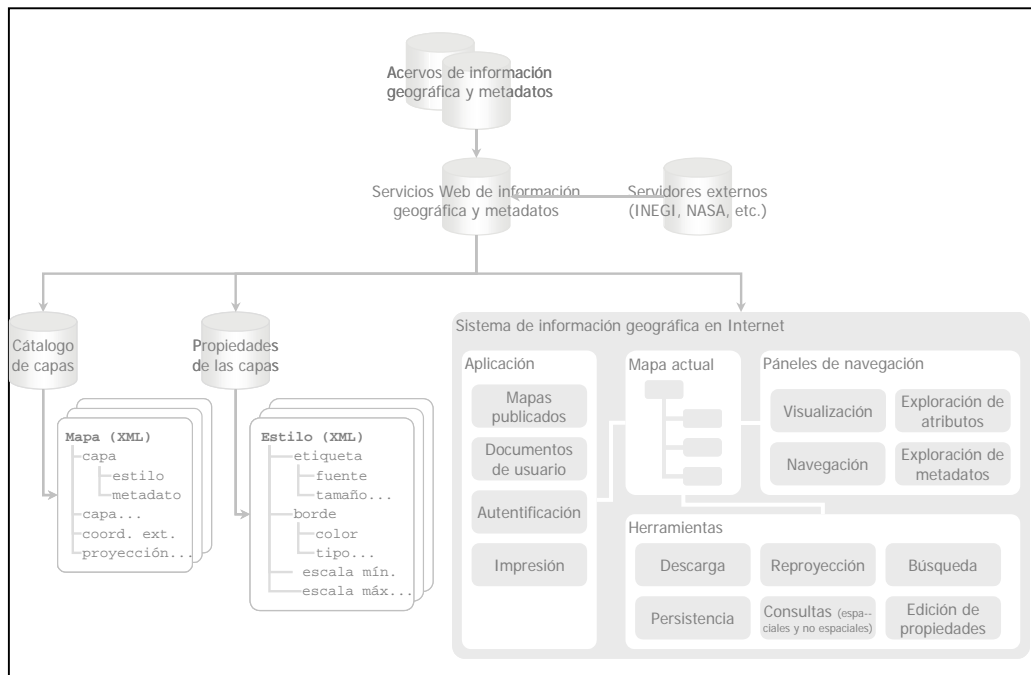 Acervos de información
geográfica y metadatos
Servicios Web de información
geográfica y metadatos
Servidores externos
(INEGI, NASA, etc.)
Cátalogo
de capas
Propiedades
de las capas
Mapa (XML)
capa
estilo
metadato
capa...
coord. ext.
proyección...
Estilo (XML)
etiqueta
fuente
tamaño...
borde
color
tipo...
escala mín.
escala máx...
Sistema de información geográfica en Internet
Aplicación
Mapas
publicados
Documentos
de usuario
Autentificación
Impresión
Mapa actual
Páneles de navegación
Visualización
Exploración de
atributos
Navegación
Exploración de
metadatos
Herramientas
Descarga
Reproyección
Búsqueda
Persistencia
Consultas (espa--
ciales y no espaciales)
Edición de
propiedades